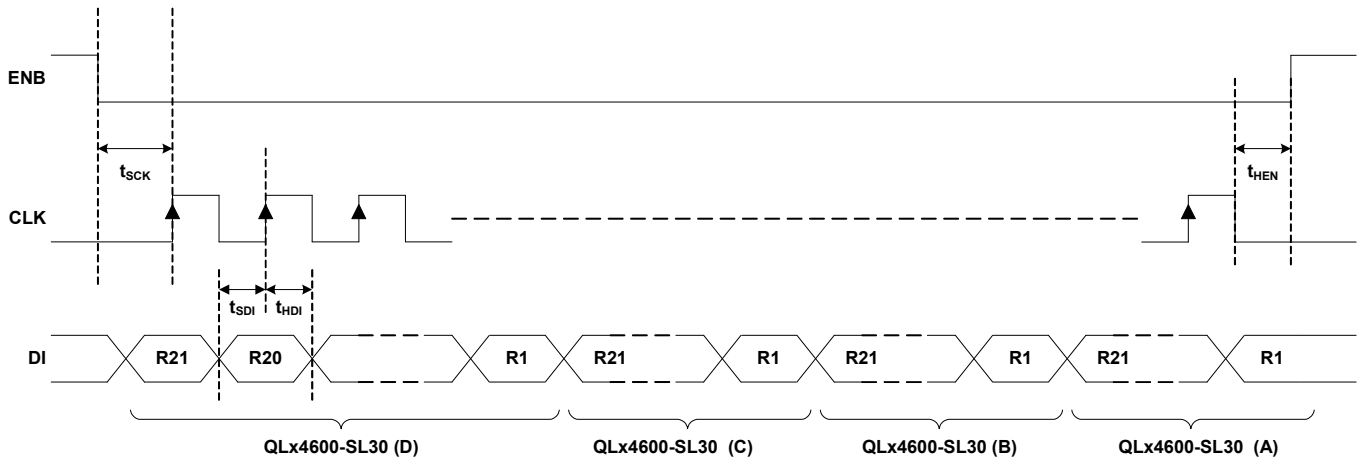 ENB
tSCK
tHEN
CLK
tSDI tHDI
DI R21 R20 R1 R21 R1 R21 R1 R21 R1
QLx4600-SL30 (D) QLx4600-SL30 (C) QLx4600-SL30 (B) QLx4600-SL30 (A)